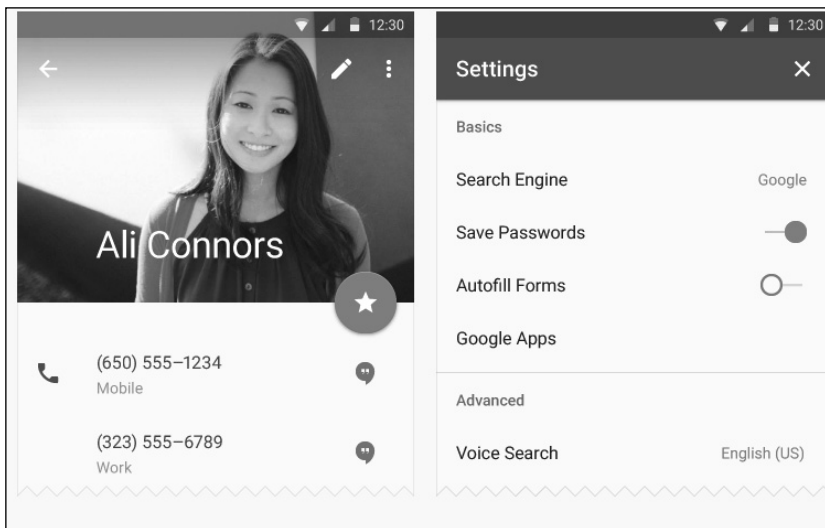 12:30
Ali Connors
(650) 555–1234
Mobile
(323) 555–6789
Work
12:30
Settings
Basics
Search Engine Google
Save Passwords
Autofill Forms
Google Apps
Advanced
Voice Search English (US)